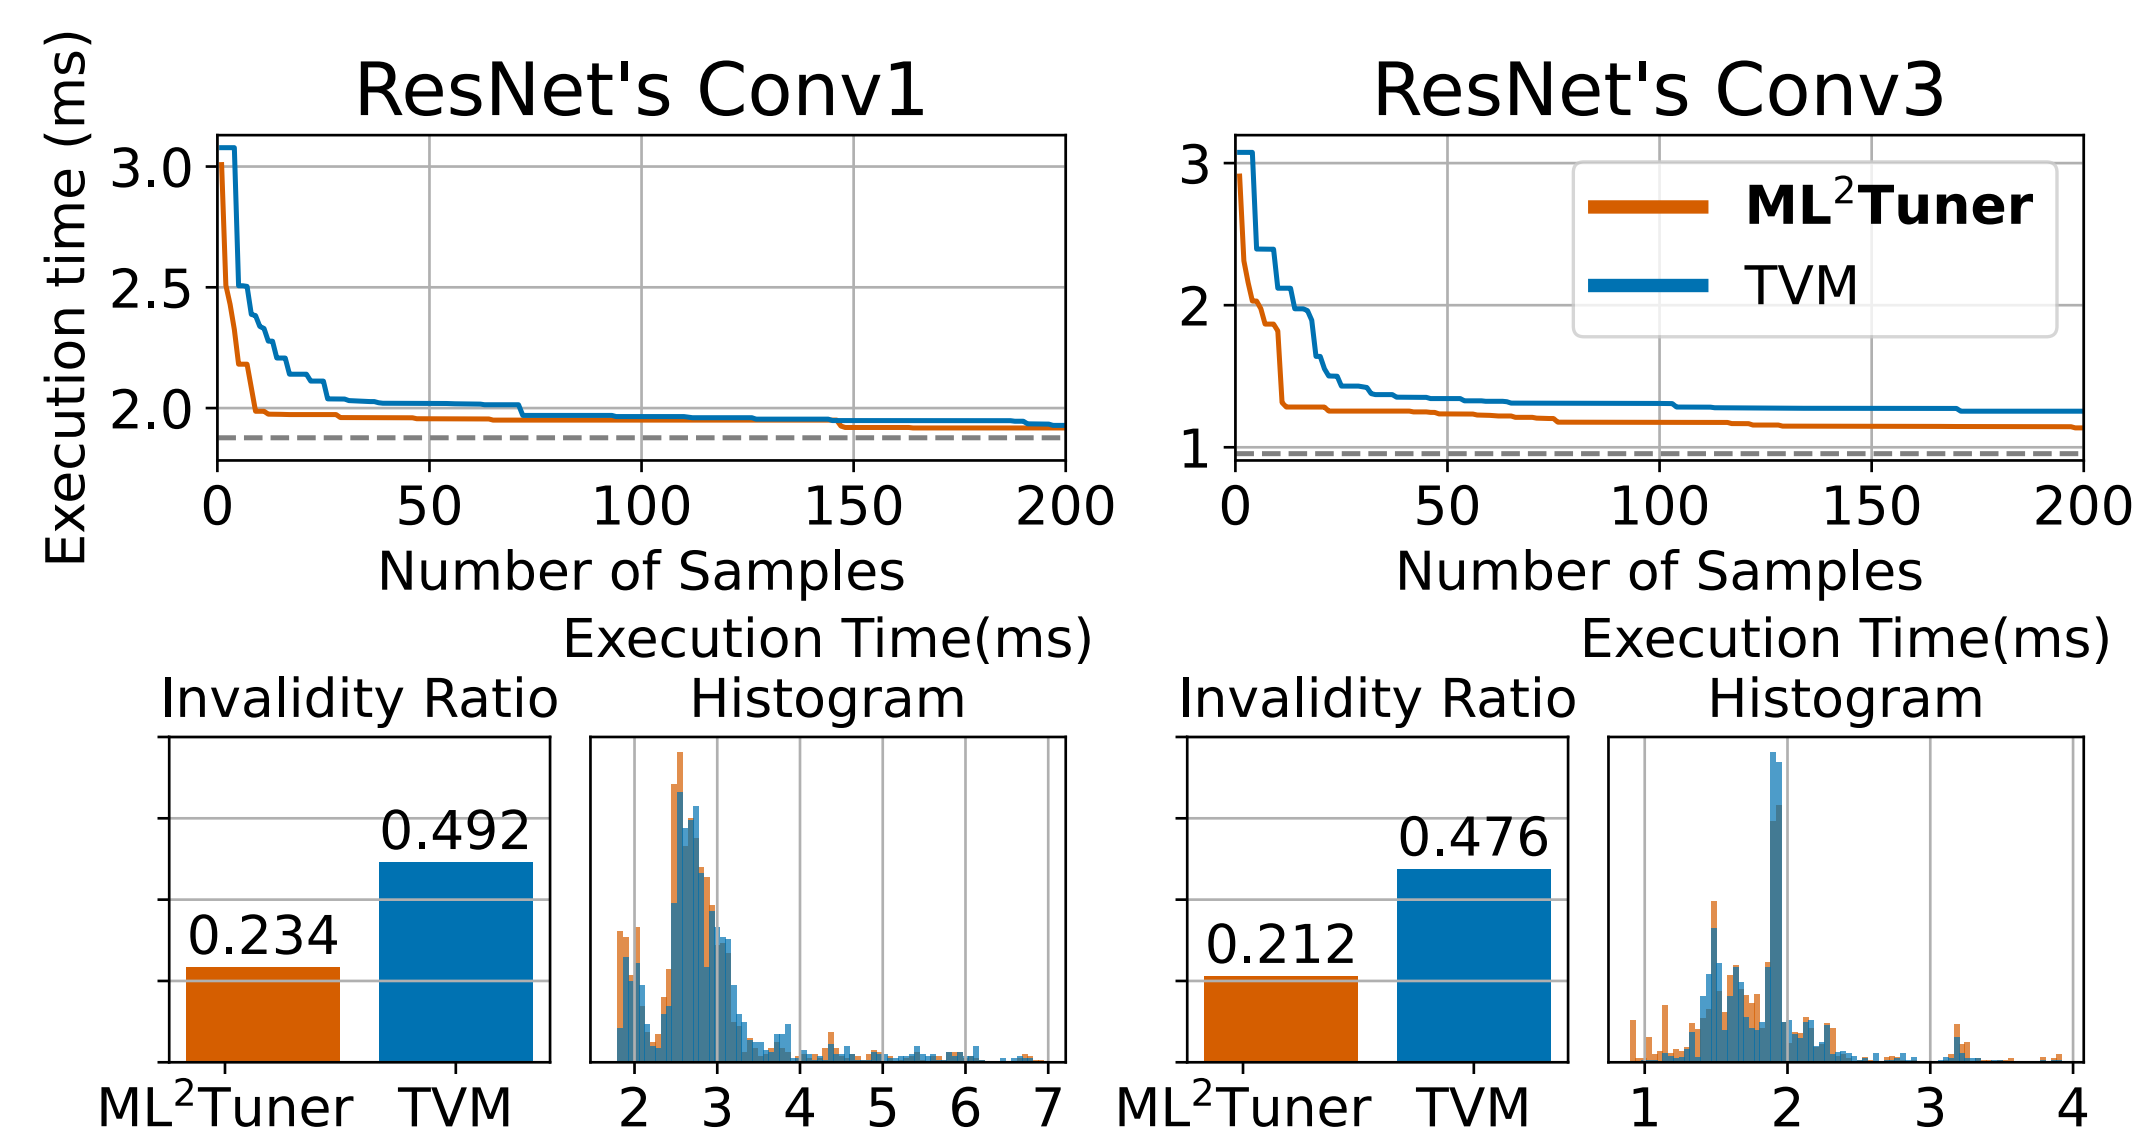 ResNet's Conv1
Execution time (ms)
3.0
2.5
2.0
0 50 100 150 200
Number of Samples
ResNet's Conv3
3
2
1
ML²Tuner
TVM
0 50 100 150 200
Number of Samples
Invalidity Ratio
0.234
0.492
ML²Tuner TVM
Execution Time(ms)
Histogram
2 3 4 5 6 7
Invalidity Ratio
0.212
0.476
ML²Tuner TVM
Execution Time(ms)
Histogram
1 2 3 4